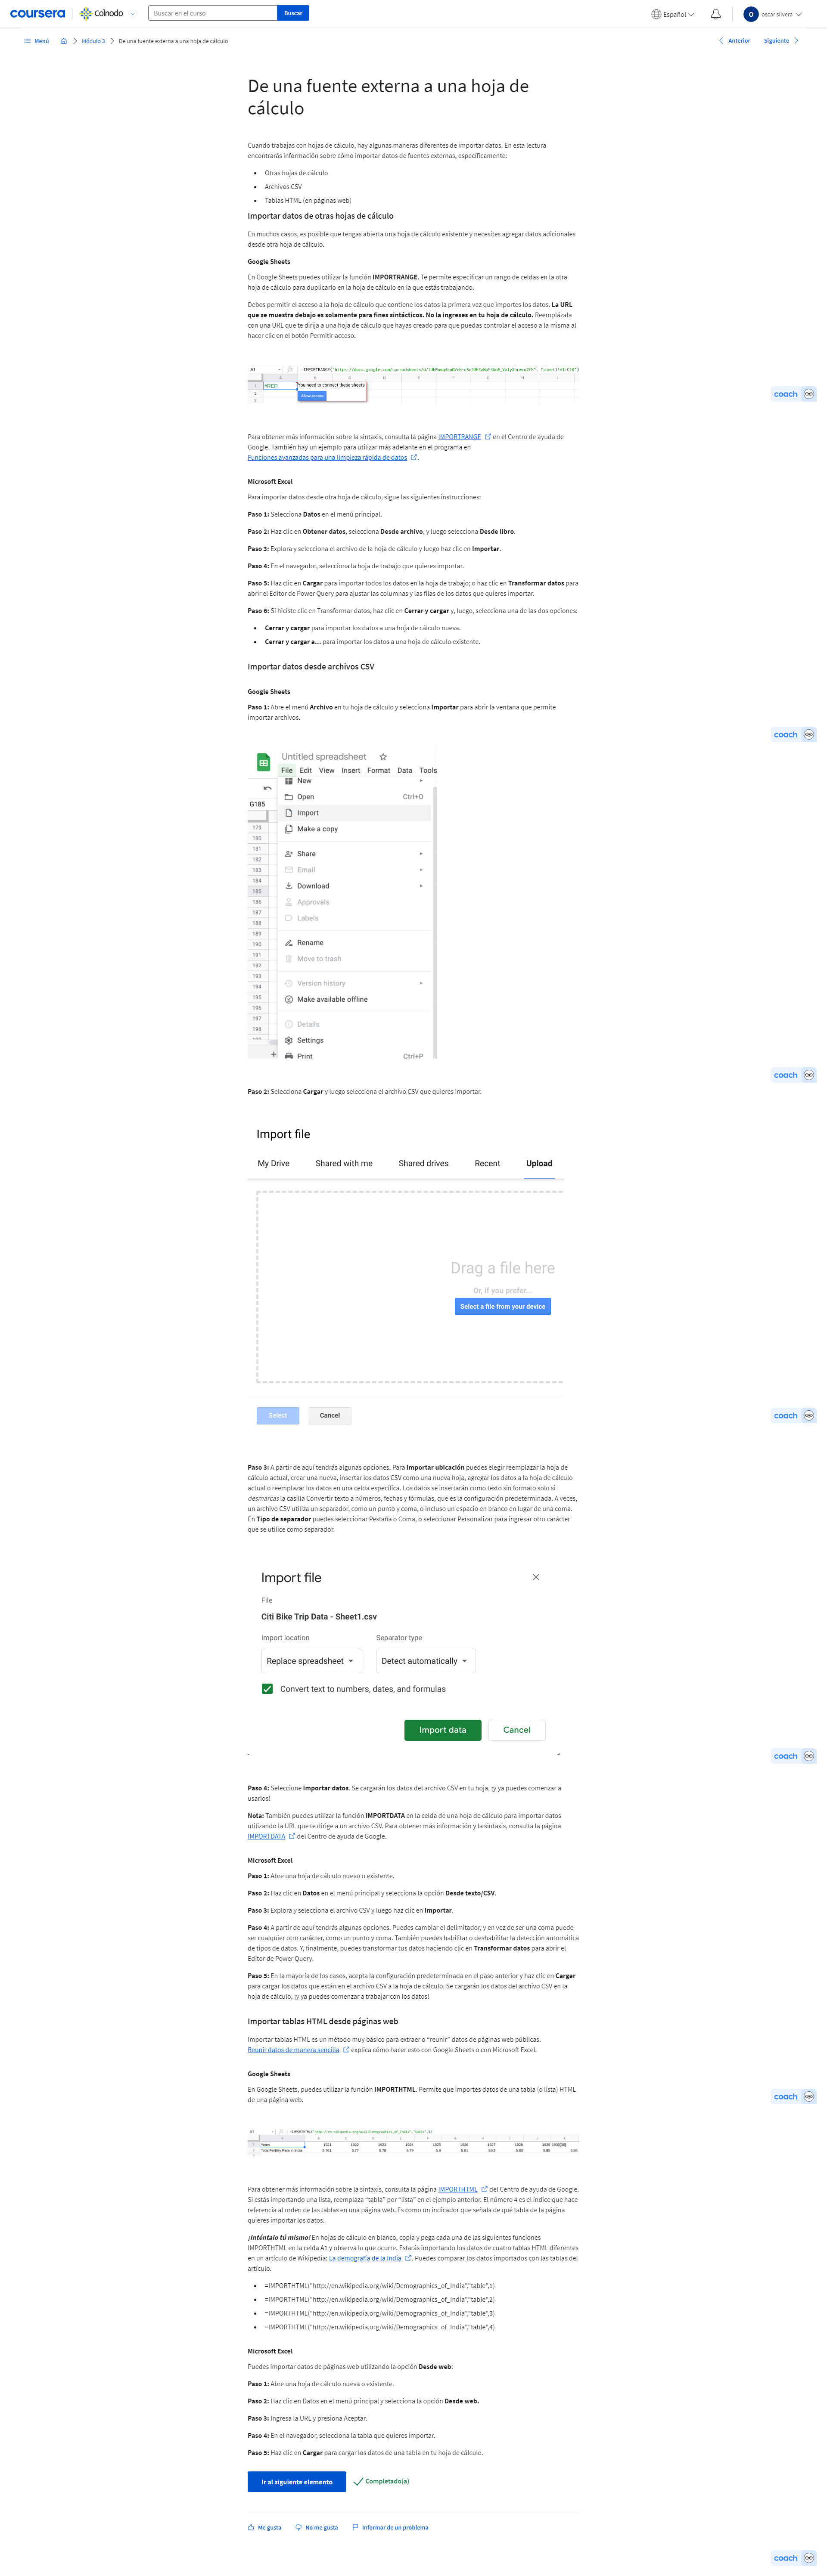 coursera
Colnodo
Buscar en el curso
Buscar
Español
O
oscar silvera
Menú
Módulo 3
De una fuente externa a una hoja de cálculo
Anterior
Siguiente
De una fuente externa a una hoja de
cálculo
Cuando trabajas con hojas de cálculo, hay algunas maneras diferentes de importar datos. En esta lectura
encontrarás información sobre cómo importar datos de fuentes externas, específicamente:
Otras hojas de cálculo
Archivos CSV
Tablas HTML (en páginas web)
Importar datos de otras hojas de cálculo
En muchos casos, es posible que tengas abierta una hoja de cálculo existente y necesites agregar datos adicionales
desde otra hoja de cálculo.
Google Sheets
En Google Sheets puedes utilizar la función IMPORTRANGE. Te permite especificar un rango de celdas en la otra
hoja de cálculo para duplicarlo en la hoja de cálculo en la que estás trabajando.
Debes permitir el acceso a la hoja de cálculo que contiene los datos la primera vez que importes los datos. La URL
que se muestra debajo es solamente para fines sintácticos. No la ingreses en tu hoja de cálculo. Reemplázala
con una URL que te dirija a una hoja de cálculo que hayas creado para que puedas controlar el acceso a la misma al
hacer clic en el botón Permitir acceso.
A1
#REF!
You need to connect these sheets.
Allow access
coach
Para obtener más información sobre la sintaxis, consulta la página IMPORTRANGE en el Centro de ayuda de
Google. También hay un ejemplo para utilizar más adelante en el programa en
Funciones avanzadas para una limpieza rápida de datos .
Microsoft Excel
Para importar datos desde otra hoja de cálculo, sigue las siguientes instrucciones:
Paso 1: Selecciona Datos en el menú principal.
Paso 2: Haz clic en Obtener datos, selecciona Desde archivo, y luego selecciona Desde libro.
Paso 3: Explora y selecciona el archivo de la hoja de cálculo y luego haz clic en Importar.
Paso 4: En el navegador, selecciona la hoja de trabajo que quieres importar.
Paso 5: Haz clic en Cargar para importar todos los datos en la hoja de trabajo; o haz clic en Transformar datos para
abrir el Editor de Power Query para ajustar las columnas y las filas de los datos que quieres importar.
Paso 6: Si hiciste clic en Transformar datos, haz clic en Cerrar y cargar y, luego, selecciona una de las dos opciones:
Cerrar y cargar para importar los datos a una hoja de cálculo nueva.
Cerrar y cargar a… para importar los datos a una hoja de cálculo existente.
Importar datos desde archivos CSV
Google Sheets
Paso 1: Abre el menú Archivo en tu hoja de cálculo y selecciona Importar para abrir la ventana que permite
importar archivos.
coach
Untitled spreadsheet
File Edit View Insert Format Data Tools
New
Open Ctrl+O
G185
Import
179
Make a copy
180
181
Share
182
183
Email
184
Download
185
186
Approvals
187
188
Labels
189
190
Rename
191
192
Move to trash
193
194
Version history
195
196
Make available offline
197
198
Details
Settings
Print Ctrl+P
coach
Paso 2: Selecciona Cargar y luego selecciona el archivo CSV que quieres importar.
Import file
My Drive Shared with me Shared drives Recent Upload
Drag a file here
Or, if you prefer...
Select a file from your device
Select
Cancel
coach
Paso 3: A partir de aquí tendrás algunas opciones. Para Importar ubicación puedes elegir reemplazar la hoja de
cálculo actual, crear una nueva, insertar los datos CSV como una nueva hoja, agregar los datos a la hoja de cálculo
actual o reemplazar los datos en una celda específica. Los datos se insertarán como texto sin formato solo si
desmarcas la casilla Convertir texto a números, fechas y fórmulas, que es la configuración predeterminada. A veces,
un archivo CSV utiliza un separador, como un punto y coma, o incluso un espacio en blanco en lugar de una coma.
En Tipo de separador puedes seleccionar Pestaña o Coma, o seleccionar Personalizar para ingresar otro carácter
que se utilice como separador.
Import file
File
Citi Bike Trip Data - Sheet1.csv
Import location Separator type
Replace spreadsheet Detect automatically
Convert text to numbers, dates, and formulas
Import data Cancel
coach
Paso 4: Seleccione Importar datos. Se cargarán los datos del archivo CSV en tu hoja, ¡y ya puedes comenzar a
usarlos!
Nota: También puedes utilizar la función IMPORTDATA en la celda de una hoja de cálculo para importar datos
utilizando la URL que te dirige a un archivo CSV. Para obtener más información y la sintaxis, consulta la página
IMPORTDATA del Centro de ayuda de Google.
Microsoft Excel
Paso 1: Abre una hoja de cálculo nuevo o existente.
Paso 2: Haz clic en Datos en el menú principal y selecciona la opción Desde texto/CSV.
Paso 3: Explora y selecciona el archivo CSV y luego haz clic en Importar.
Paso 4: A partir de aquí tendrás algunas opciones. Puedes cambiar el delimitador, y en vez de ser una coma puede
ser cualquier otro carácter, como un punto y coma. También puedes habilitar o deshabilitar la detección automática
de tipos de datos. Y, finalmente, puedes transformar tus datos haciendo clic en Transformar datos para abrir el
Editor de Power Query.
Paso 5: En la mayoría de los casos, acepta la configuración predeterminada en el paso anterior y haz clic en Cargar
para cargar los datos que están en el archivo CSV a la hoja de cálculo. Se cargarán los datos del archivo CSV en la
hoja de cálculo, ¡y ya puedes comenzar a trabajar con los datos!
Importar tablas HTML desde páginas web
Importar tablas HTML es un método muy básico para extraer o “reunir” datos de páginas web públicas.
Reunir datos de manera sencilla explica cómo hacer esto con Google Sheets o con Microsoft Excel.
Google Sheets
En Google Sheets, puedes utilizar la función IMPORTHTML. Permite que importes datos de una tabla (o lista) HTML
de una página web.
coach
=IMPORTHTML("http://en.wikipedia.org/wiki/Demographics_of_India","table",4)
Years 1921 1922 1923 1924 1925 1926 1927 1928
Total Fertility Rate in India
Para obtener más información sobre la sintaxis, consulta la página IMPORTHTML del Centro de ayuda de Google.
Si estás importando una lista, reemplaza “tabla” por “lista” en el ejemplo anterior. El número 4 es el índice que hace
referencia al orden de las tablas en una página web. Es como un indicador que señala de qué tabla de la página
quieres importar los datos.
¡Inténtalo tú mismo! En hojas de cálculo en blanco, copia y pega cada una de las siguientes funciones
IMPORTHTML en la celda A1 y observa lo que ocurre. Estarás importando los datos de cuatro tablas HTML diferentes
en un artículo de Wikipedia: La demografía de la India . Puedes comparar los datos importados con las tablas del
artículo.
=IMPORTHTML("http://en.wikipedia.org/wiki/Demographics_of_India","table",1)
=IMPORTHTML("http://en.wikipedia.org/wiki/Demographics_of_India","table",2)
=IMPORTHTML("http://en.wikipedia.org/wiki/Demographics_of_India","table",3)
=IMPORTHTML("http://en.wikipedia.org/wiki/Demographics_of_India","table",4)
Microsoft Excel
Puedes importar datos de páginas web utilizando la opción Desde web:
Paso 1: Abre una hoja de cálculo nueva o existente.
Paso 2: Haz clic en Datos en el menú principal y selecciona la opción Desde web.
Paso 3: Ingresa la URL y presiona Aceptar.
Paso 4: En el navegador, selecciona la tabla que quieres importar.
Paso 5: Haz clic en Cargar para cargar los datos de una tabla en tu hoja de cálculo.
Ir al siguiente elemento
Completado(a)
Me gusta
No me gusta
Informar de un problema
coach